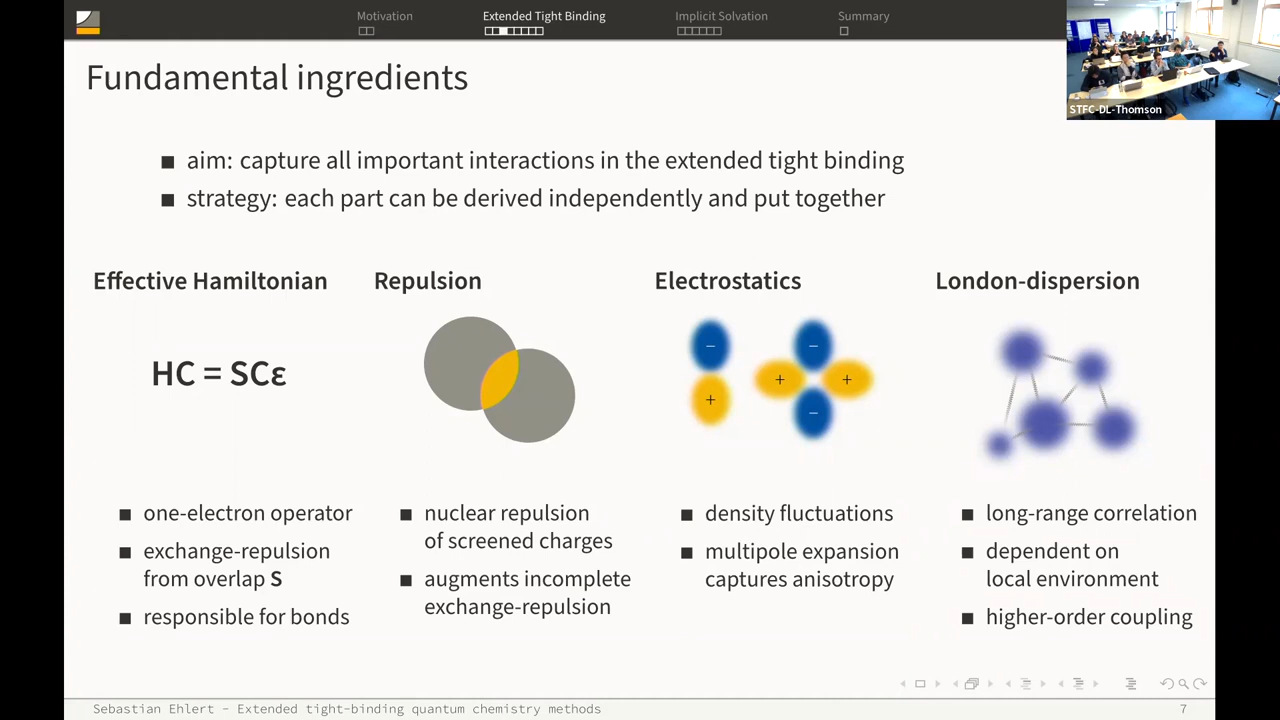 Motivation
Extended Tight Binding
Implicit Solvation
Summary
STFC-DL-Thomson
Fundamental ingredients
■ aim: capture all important interactions in the extended tight binding
■ strategy: each part can be derived independently and put together
Effective Hamiltonian
HC = SCε
■ one-electron operator
■ exchange-repulsion
from overlap S
■ responsible for bonds
Repulsion
■ nuclear repulsion
of screened charges
■ augments incomplete
exchange-repulsion
Electrostatics
−
+
−
+ +
−
■ density fluctuations
■ multipole expansion
captures anisotropy
London-dispersion
■ long-range correlation
■ dependent on
local environment
■ higher-order coupling
Sebastian Ehlert – Extended tight-binding quantum chemistry methods
7